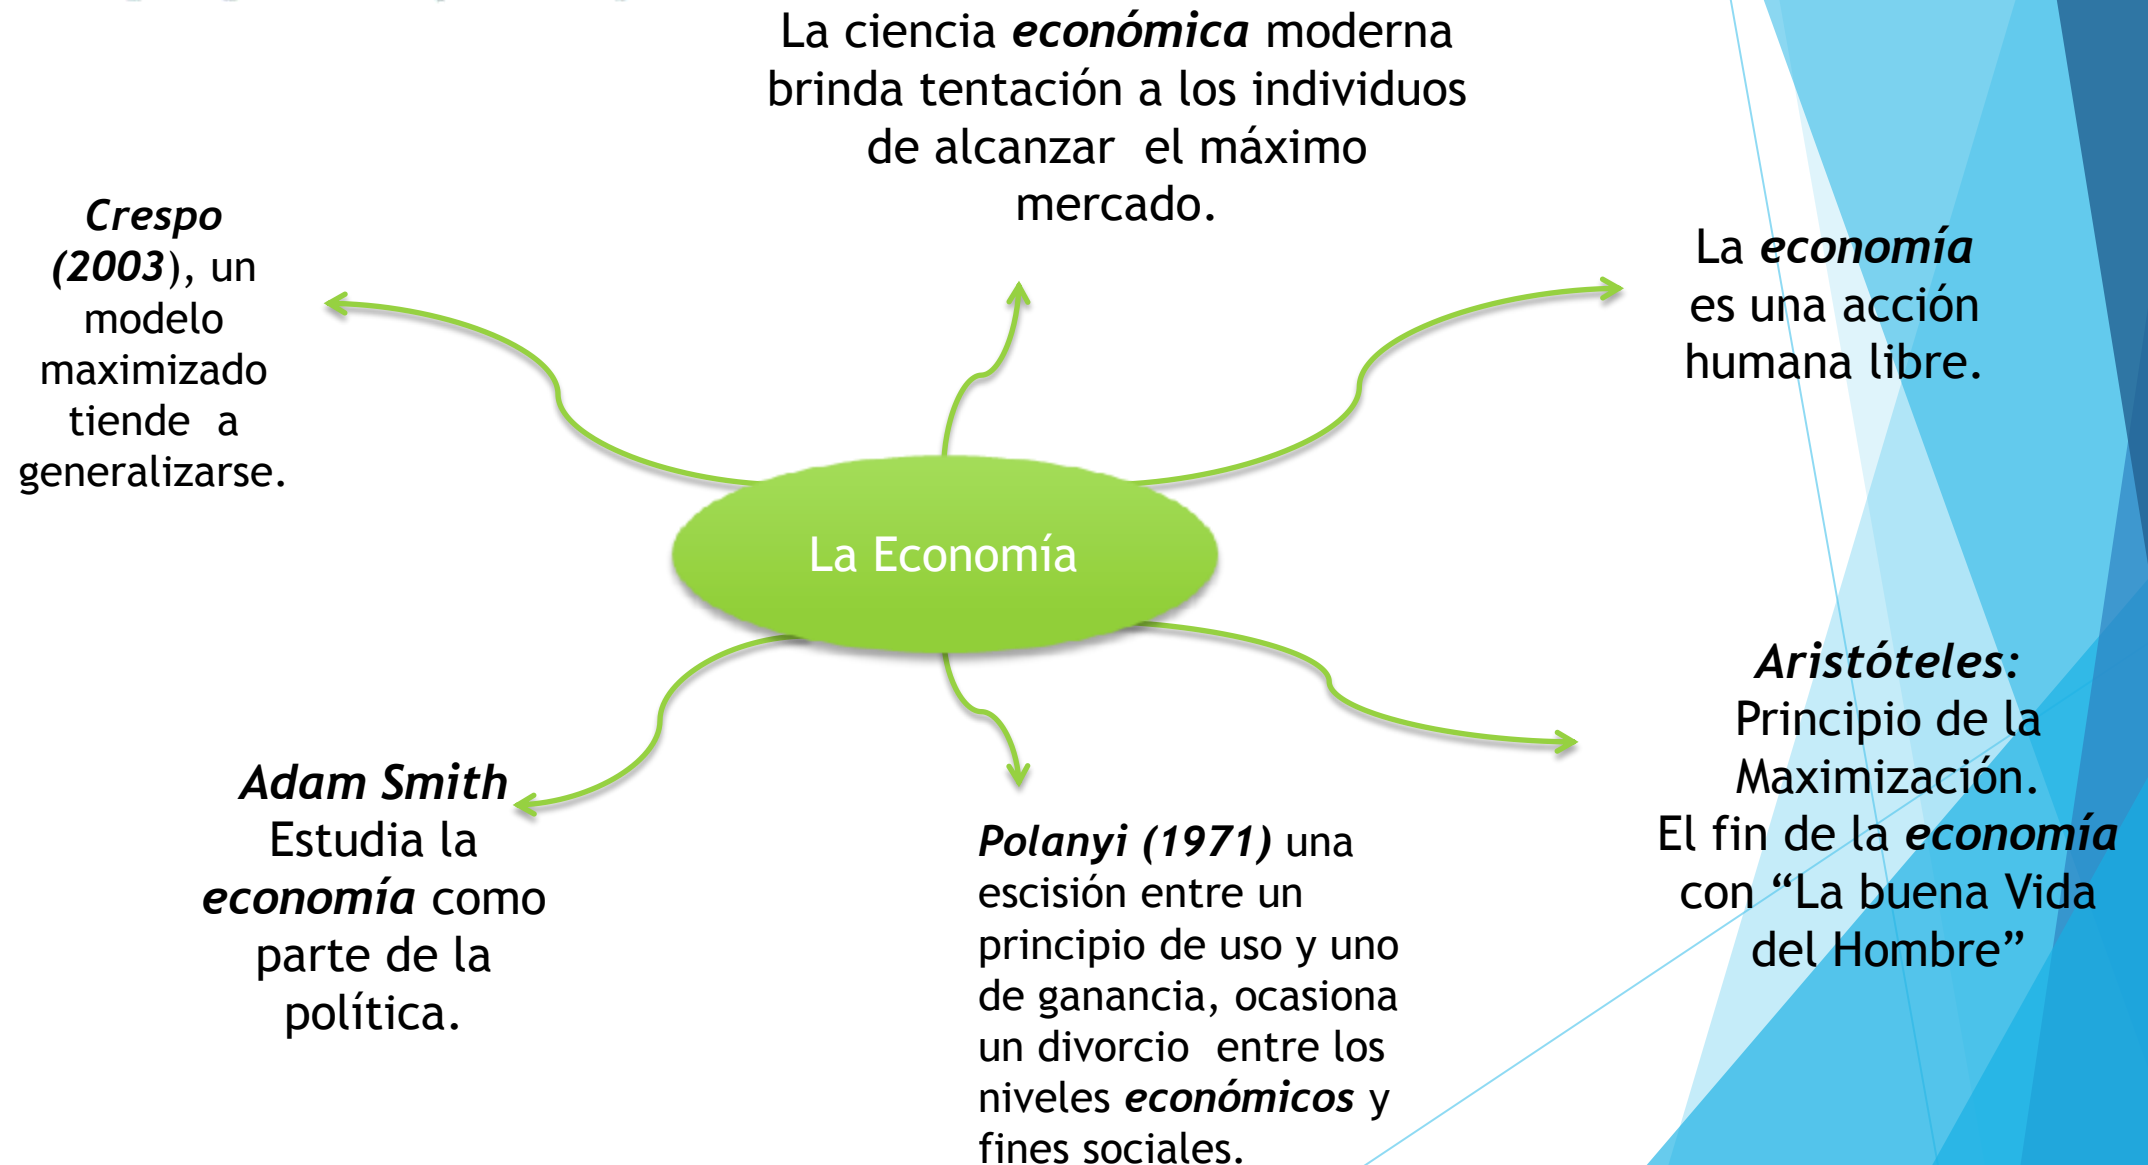 La ciencia económica moderna
brinda tentación a los individuos
de alcanzar el máximo
mercado.
Crespo
(2003), un
modelo
maximizado
tiende a
generalizarse.
La economía
es una acción
humana libre.
La Economía
Adam Smith
Estudia la
economía como
parte de la
política.
Polanyi (1971) una
escisión entre un
principio de uso y uno
de ganancia, ocasiona
un divorcio entre los
niveles económicos y
fines sociales.
Aristóteles:
Principio de la
Maximización.
El fin de la economía
con “La buena Vida
del Hombre”